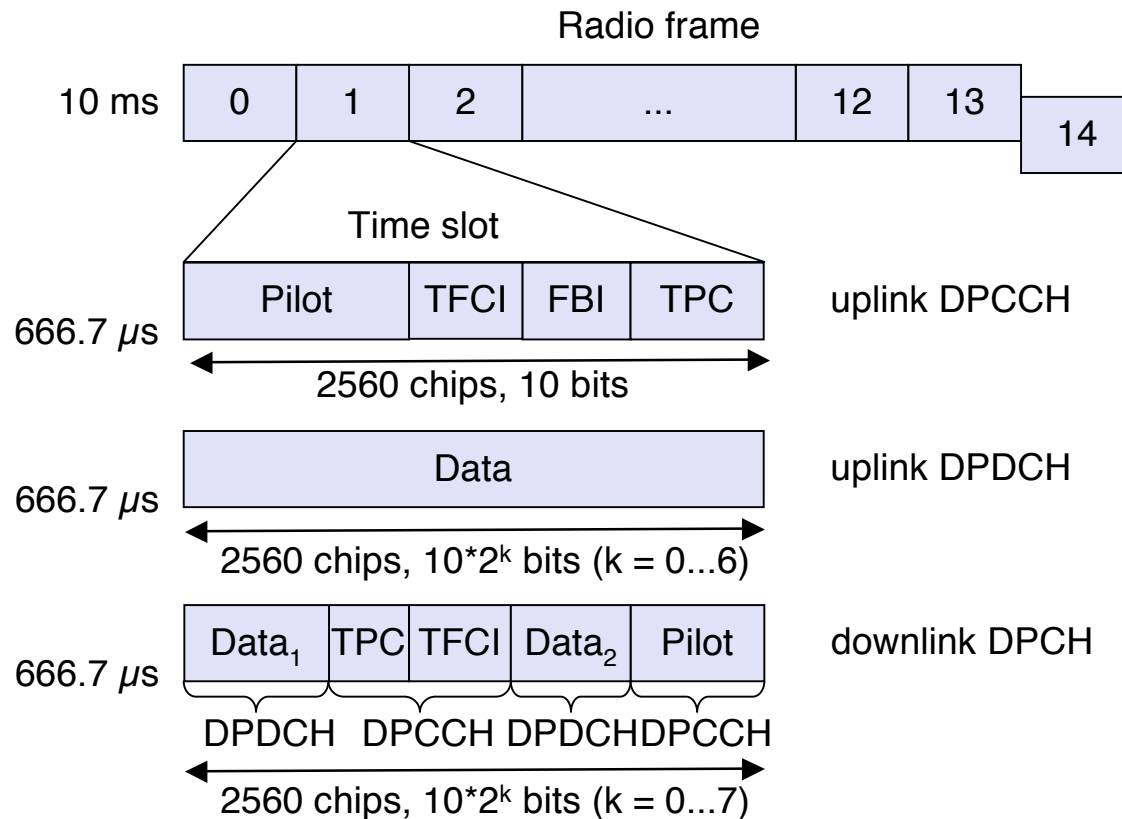 Radio frame
10 ms 0 1 2 ... 12 13 14
Time slot
Pilot TFCI FBI TPC uplink DPCCH
666.7 µs
2560 chips, 10 bits
Data uplink DPDCH
666.7 µs
2560 chips, 10*2ᵏ bits (k = 0...6)
Data₁ TPC TFCI Data₂ Pilot downlink DPCH
666.7 µs
DPDCH DPCCH DPDCH DPCCH
2560 chips, 10*2ᵏ bits (k = 0...7)